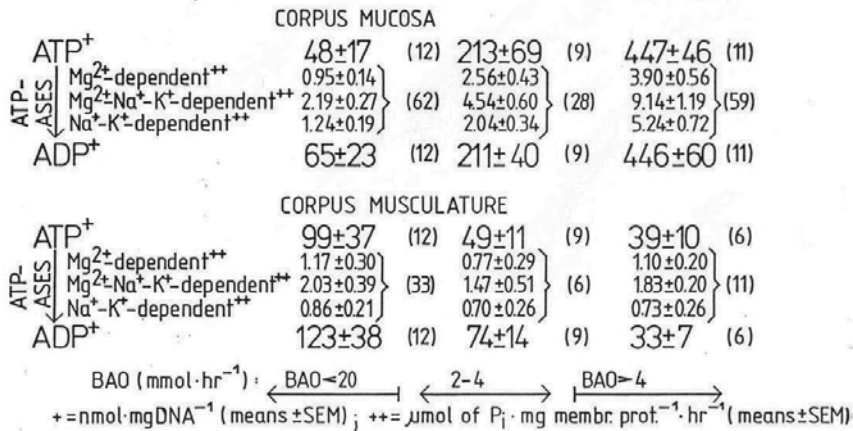 CORPUS MUCOSA
ATP⁺ 48±17 (12) 213±69 (9) 447±46 (11)
Mg²⁺-dependent⁺⁺ 0.95±0.14 2.56±0.43 3.90±0.56
ATP-ASES Mg²⁺-Na⁺-K⁺-dependent⁺⁺ 2.19±0.27 (62) 4.54±0.60 (28) 9.14±1.19 (59)
Na⁺-K⁺-dependent⁺⁺ 1.24±0.19 2.04±0.34 5.24±0.72
ADP⁺ 65±23 (12) 211±40 (9) 446±60 (11)
CORPUS MUSCULATURE
ATP⁺ 99±37 (12) 49±11 (9) 39±10 (6)
Mg²⁺-dependent⁺⁺ 1.17±0.30 0.77±0.29 1.10±0.20
ATP-ASES Mg²⁺-Na⁺-K⁺-dependent⁺⁺ 2.03±0.39 (33) 1.47±0.51 (6) 1.83±0.20 (11)
Na⁺-K⁺-dependent⁺⁺ 0.86±0.21 0.70±0.26 0.73±0.26
ADP⁺ 123±38 (12) 74±14 (9) 33±7 (6)
BAO (mmol·hr⁻¹): BAO<20 2-4 BAO>4
+=nmol·mgDNA⁻¹ (means±SEM); ++=µmol of Pi·mg membr. prot.⁻¹·hr⁻¹(means±SEM)